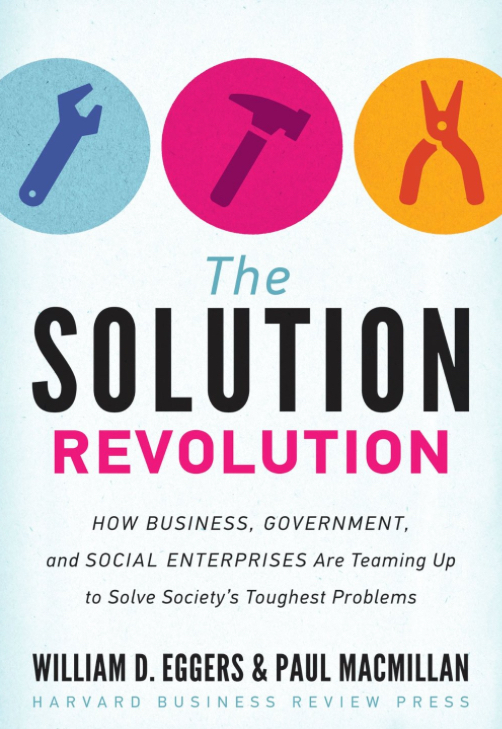 The
SOLUTION
REVOLUTION
HOW BUSINESS, GOVERNMENT,
and SOCIAL ENTERPRISES Are Teaming Up
to Solve Society's Toughest Problems
WILLIAM D. EGGERS & PAUL MACMILLAN
HARVARD BUSINESS REVIEW PRESS